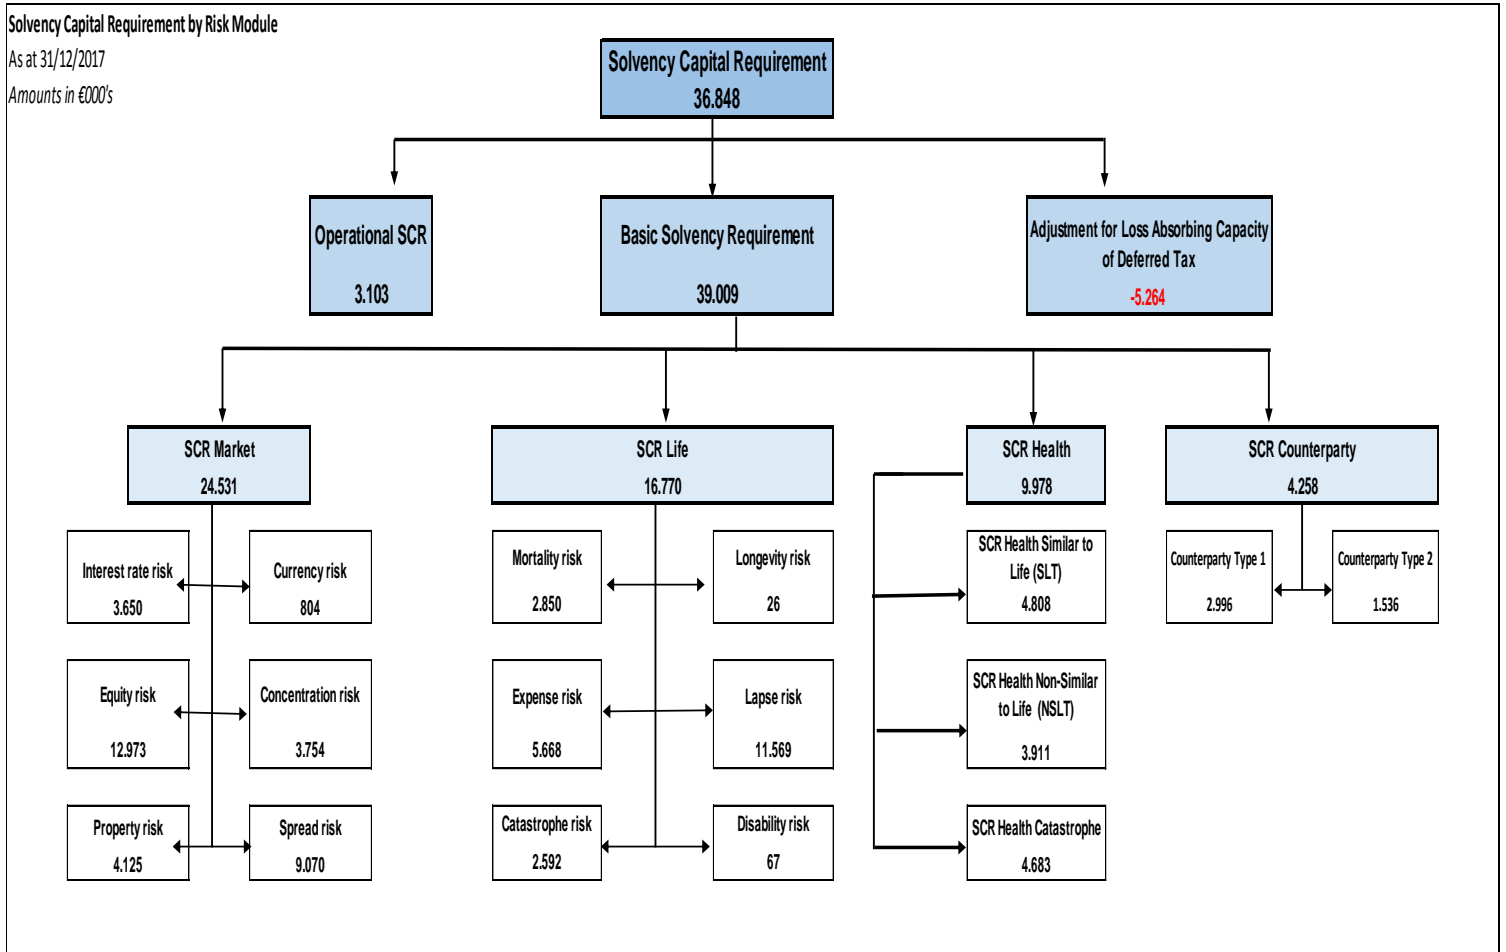 Solvency Capital Requirement by Risk Module
As at 31/12/2017
Amounts in €000's
Solvency Capital Requirement
36.848
Operational SCR
3.103
Basic Solvency Requirement
39.009
Adjustment for Loss Absorbing Capacity
of Deferred Tax
-5.264
SCR Market
24.531
SCR Life
16.770
SCR Health
9.978
SCR Counterparty
4.258
Interest rate risk
3.650
Currency risk
804
Equity risk
12.973
Concentration risk
3.754
Property risk
4.125
Spread risk
9.070
Mortality risk
2.850
Longevity risk
26
Expense risk
5.668
Lapse risk
11.569
Catastrophe risk
2.592
Disability risk
67
SCR Health Similar to
Life (SLT)
4.808
SCR Health Non-Similar
to Life (NSLT)
3.911
SCR Health Catastrophe
4.683
Counterparty Type 1
2.996
Counterparty Type 2
1.536